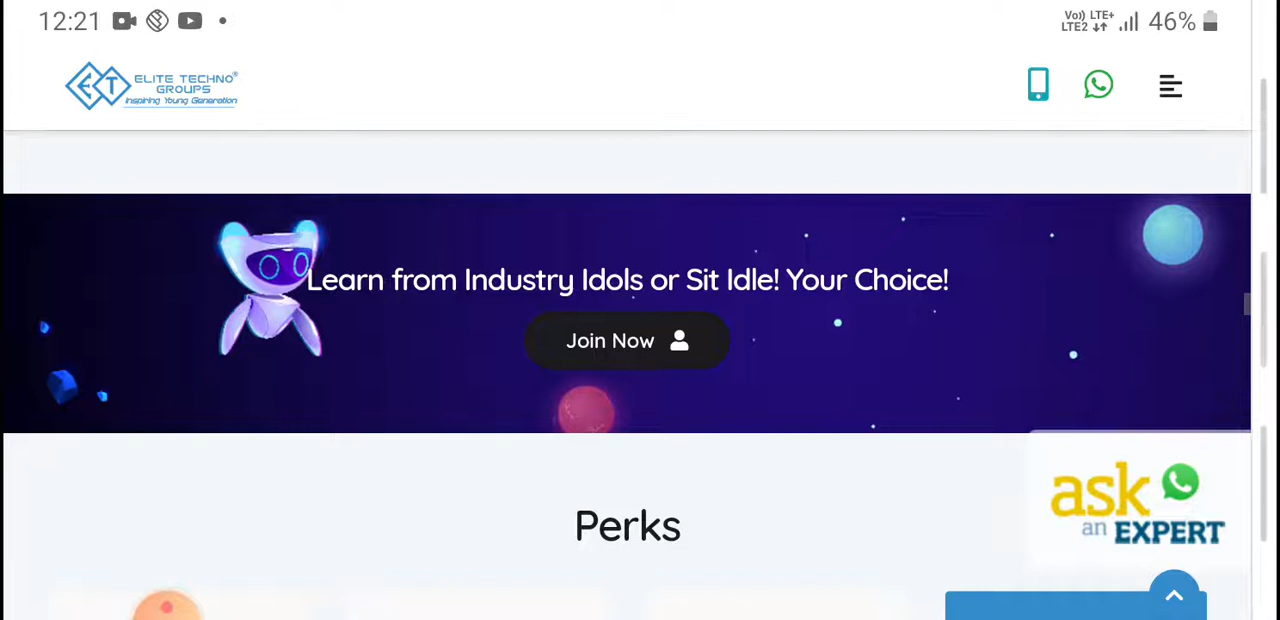 12:21
Vo)) LTE+
LTE2
46%
ET
ELITE TECHNO®
GROUPS
Inspiring Young Generation
Learn from Industry Idols or Sit Idle! Your Choice!
Join Now
Perks
ask
an EXPERT